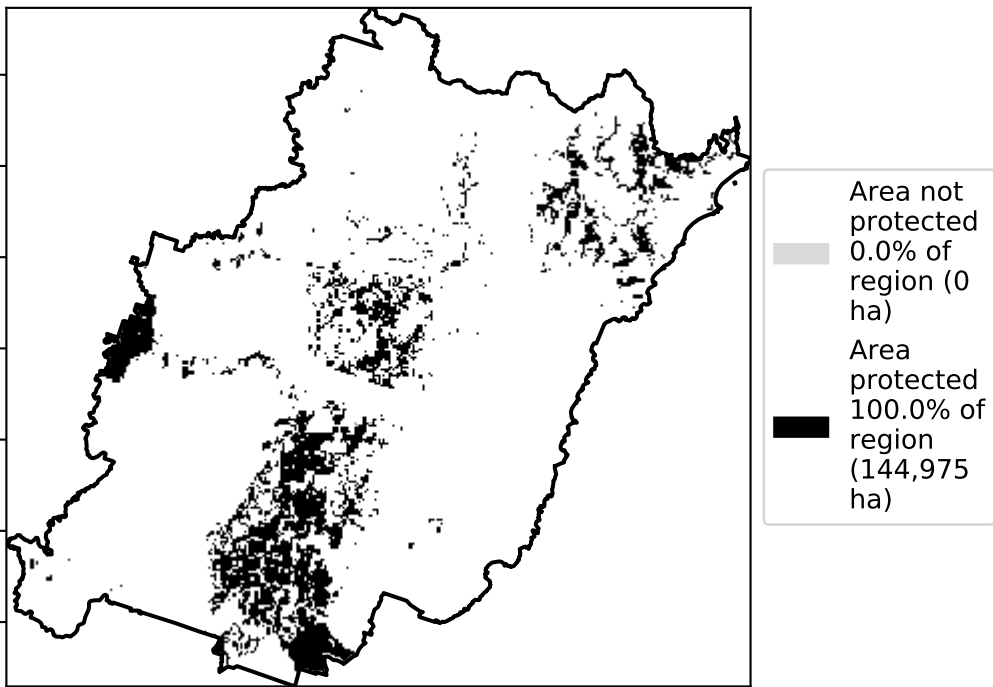 Area not
protected
0.0% of
region (0
ha)
Area
protected
100.0% of
region
(144,975
ha)